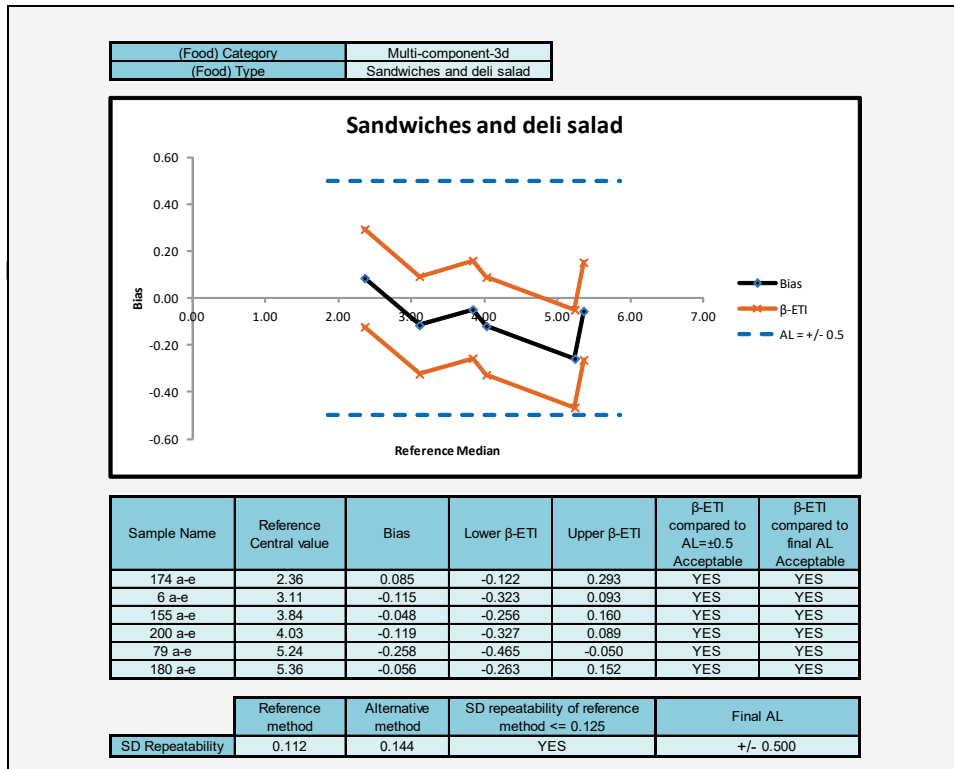 (Food) Category Multi-component-3d
(Food) Type Sandwiches and deli salad
Sandwiches and deli salad
0.60
0.40
0.20
0.00
-0.20
-0.40
-0.60
0.00 1.00 2.00 3.00 4.00 5.00 6.00 7.00
Bias
Reference Median
Bias
β-ETI
AL = +/- 0.5
Sample Name Reference Central value Bias Lower β-ETI Upper β-ETI β-ETI compared to AL=±0.5 Acceptable β-ETI compared to final AL Acceptable
174 a-e 2.36 0.085 -0.122 0.293 YES YES
6 a-e 3.11 -0.115 -0.323 0.093 YES YES
155 a-e 3.84 -0.048 -0.256 0.160 YES YES
200 a-e 4.03 -0.119 -0.327 0.089 YES YES
79 a-e 5.24 -0.258 -0.465 -0.050 YES YES
180 a-e 5.36 -0.056 -0.263 0.152 YES YES
Reference method Alternative method SD repeatability of reference method <= 0.125 Final AL
SD Repeatability 0.112 0.144 YES +/- 0.500